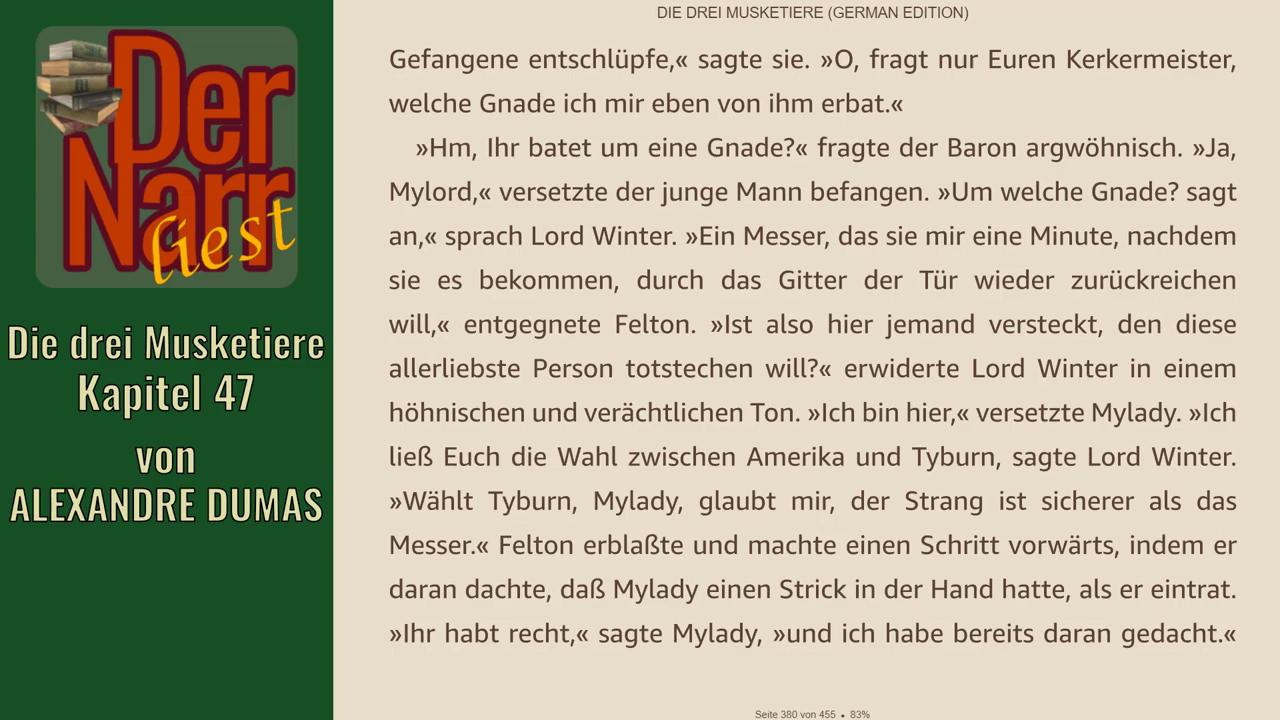 Der
Narr
liest
Die drei Musketiere
Kapitel 47
von
ALEXANDRE DUMAS
DIE DREI MUSKETIERE (GERMAN EDITION)
Gefangene entschlüpfe,« sagte sie. »O, fragt nur Euren Kerkermeister,
welche Gnade ich mir eben von ihm erbat.«
»Hm, Ihr batet um eine Gnade?« fragte der Baron argwöhnisch. »Ja,
Mylord,« versetzte der junge Mann befangen. »Um welche Gnade? sagt
an,« sprach Lord Winter. »Ein Messer, das sie mir eine Minute, nachdem
sie es bekommen, durch das Gitter der Tür wieder zurückreichen
will,« entgegnete Felton. »Ist also hier jemand versteckt, den diese
allerliebste Person totstechen will?« erwiderte Lord Winter in einem
höhnischen und verächtlichen Ton. »Ich bin hier,« versetzte Mylady. »Ich
ließ Euch die Wahl zwischen Amerika und Tyburn, sagte Lord Winter.
»Wählt Tyburn, Mylady, glaubt mir, der Strang ist sicherer als das
Messer.« Felton erblaßte und machte einen Schritt vorwärts, indem er
daran dachte, daß Mylady einen Strick in der Hand hatte, als er eintrat.
»Ihr habt recht,« sagte Mylady, »und ich habe bereits daran gedacht.«
Seite 380 von 455 • 83%